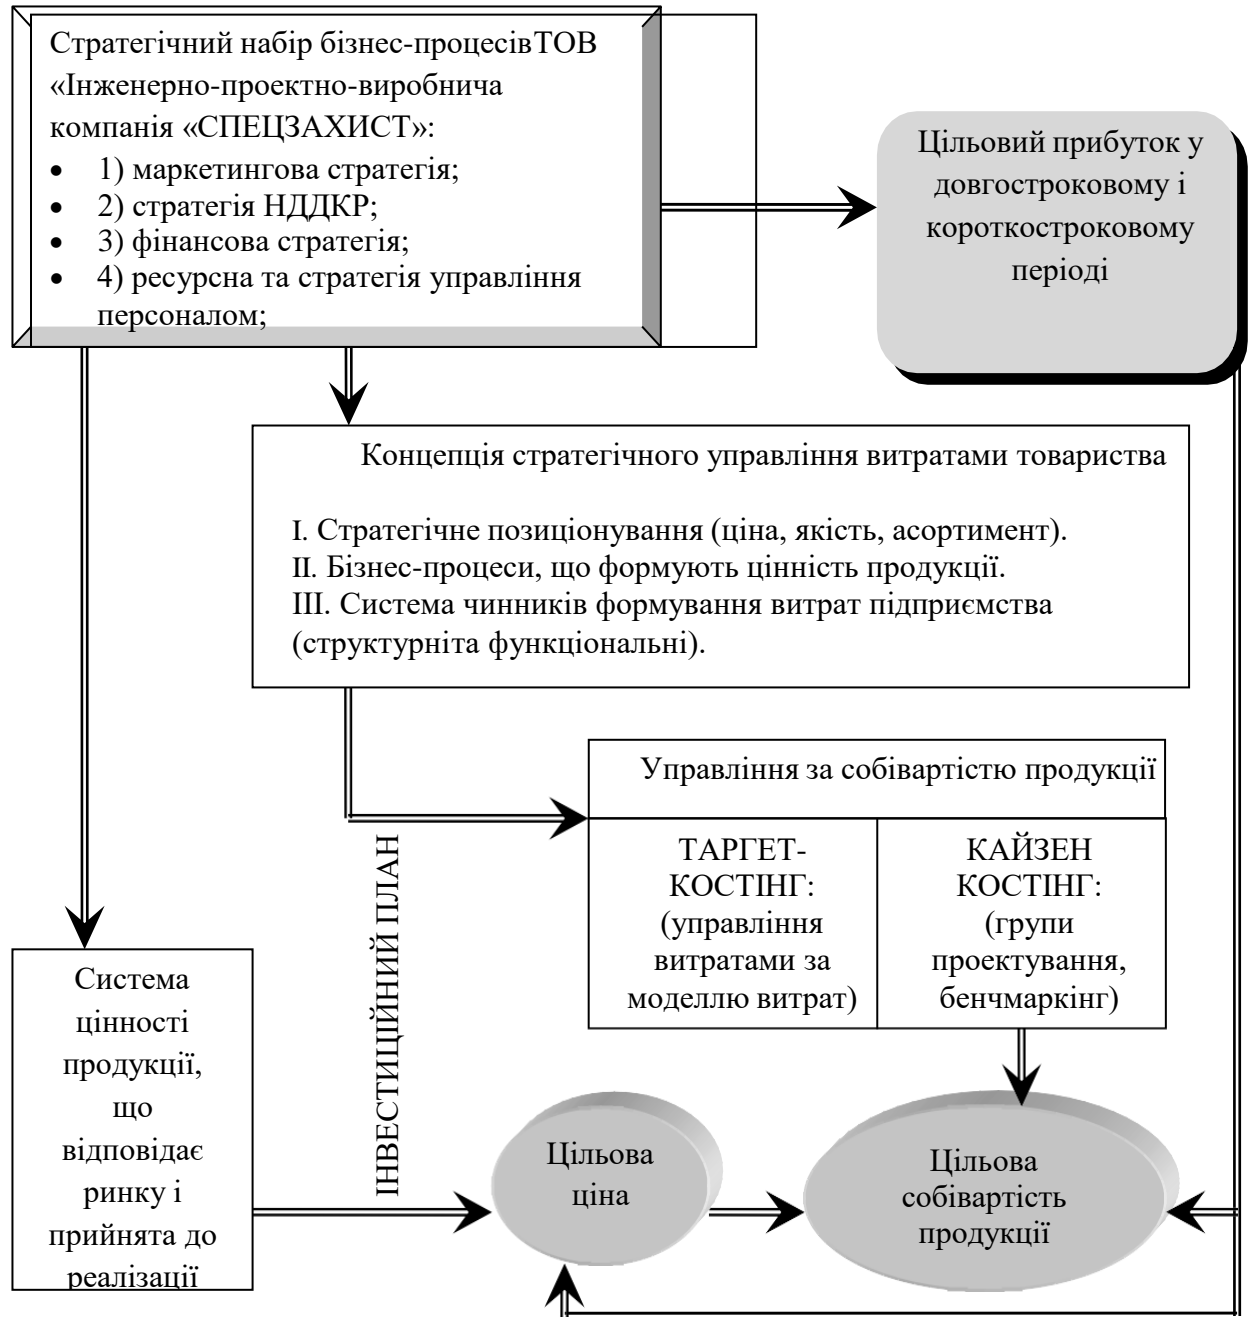 Стратегічний набір бізнес-процесівТОВ
«Інженерно-проектно-виробнича
компанія «СПЕЦЗАХИСТ»:
• 1) маркетингова стратегія;
• 2) стратегія НДДКР;
• 3) фінансова стратегія;
• 4) ресурсна та стратегія управління
персоналом;
Цільовий прибуток у
довгостроковому і
короткостроковому
періоді
Концепція стратегічного управління витратами товариства
I. Стратегічне позиціонування (ціна, якість, асортимент).
II. Бізнес-процеси, що формують цінність продукції.
III. Система чинників формування витрат підприємства
(структурніта функціональні).
Управління за собівартістю продукції
ТАРГЕТ-
КОСТІНГ:
(управління
витратами за
моделлю витрат)
КАЙЗЕН
КОСТІНГ:
(групи
проектування,
бенчмаркінг)
ІНВЕСТИЦІЙНИЙ ПЛАН
Система
цінності
продукції,
що
відповідає
ринку і
прийнята до
реалізації
Цільова
ціна
Цільова
собівартість
продукції